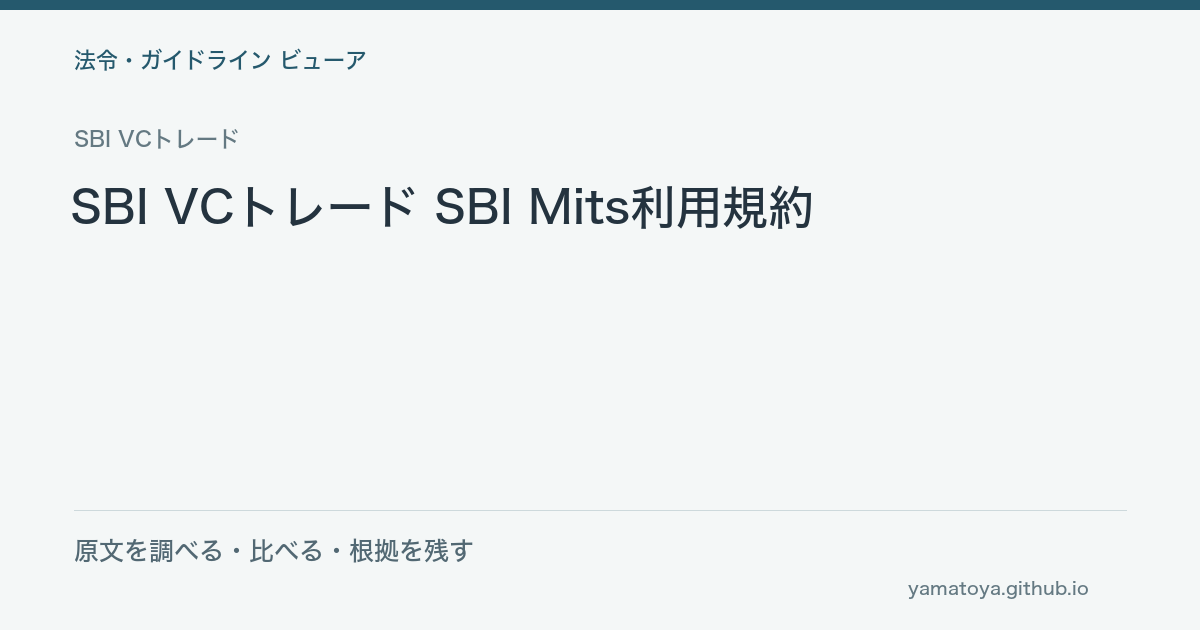 法令・ガイドライン ビューア
SBI VCトレード
SBI VCトレード SBI Mits利用規約
原文を調べる・比べる・根拠を残す
yamatoya.github.io